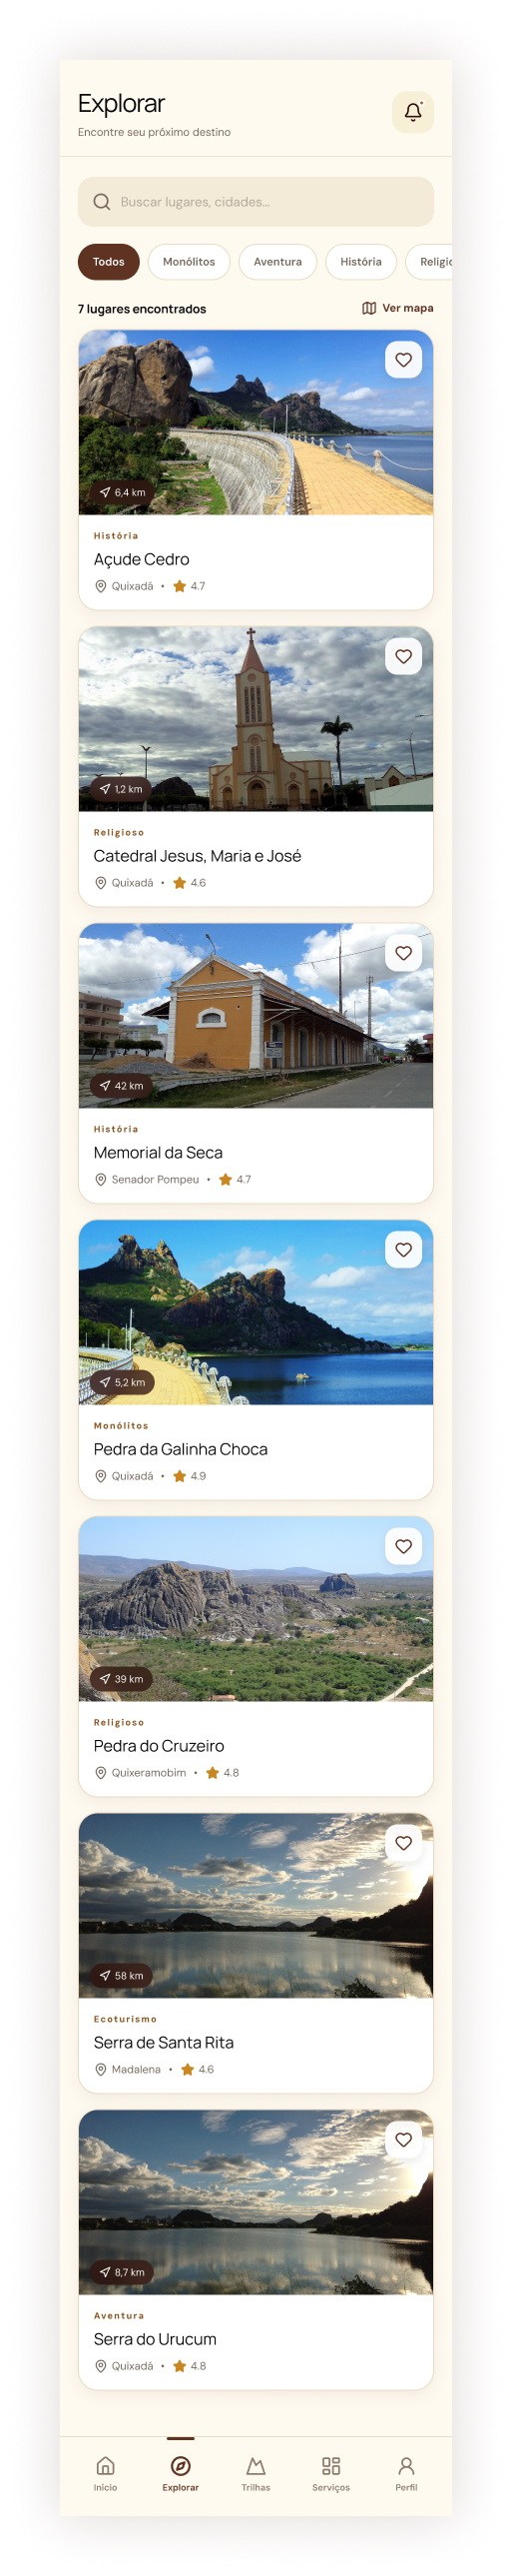 Explorar
Encontre seu próximo destino
Buscar lugares, cidades...
Todos
Monólitos
Aventura
História
Religio
7 lugares encontrados
Ver mapa
6,4 km
História
Açude Cedro
Quixadá • 4.7
1,2 km
Religioso
Catedral Jesus, Maria e José
Quixadá • 4.6
42 km
História
Memorial da Seca
Senador Pompeu • 4.7
5,2 km
Monólitos
Pedra da Galinha Choca
Quixadá • 4.9
39 km
Religioso
Pedra do Cruzeiro
Quixeramobim • 4.8
58 km
Ecoturismo
Serra de Santa Rita
Madalena • 4.6
8,7 km
Aventura
Serra do Urucum
Quixadá • 4.8
Início
Explorar
Trilhas
Serviços
Perfil